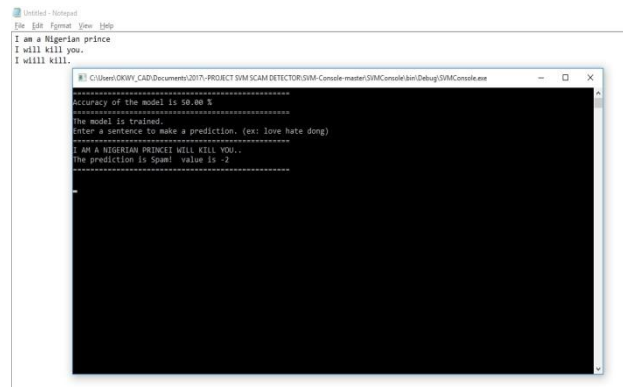 Untitled - Notepad
File Edit Format View Help
I am a Nigerian prince
I will kill you.
I wiill kill.
C:\Users\OKWY_CAD\Documents\2017\-PROJECT SVM SCAM DETECTOR\SVM-Console-master\SVMConsole\bin\Debug\SVMConsole.exe
==================================================
Accuracy of the model is 50.00 %
==================================================
The model is trained.
Enter a sentence to make a prediction. (ex: love hate dong)
==================================================
I AM A NIGERIAN PRINCEI WILL KILL YOU..
The prediction is Spam!  value is -2
==================================================